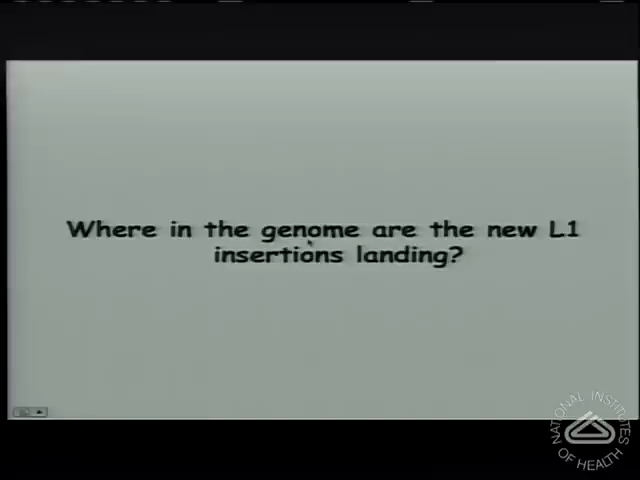 Where in the genome are the new L1
insertions landing?
NATIONAL INSTITUTES
OF HEALTH